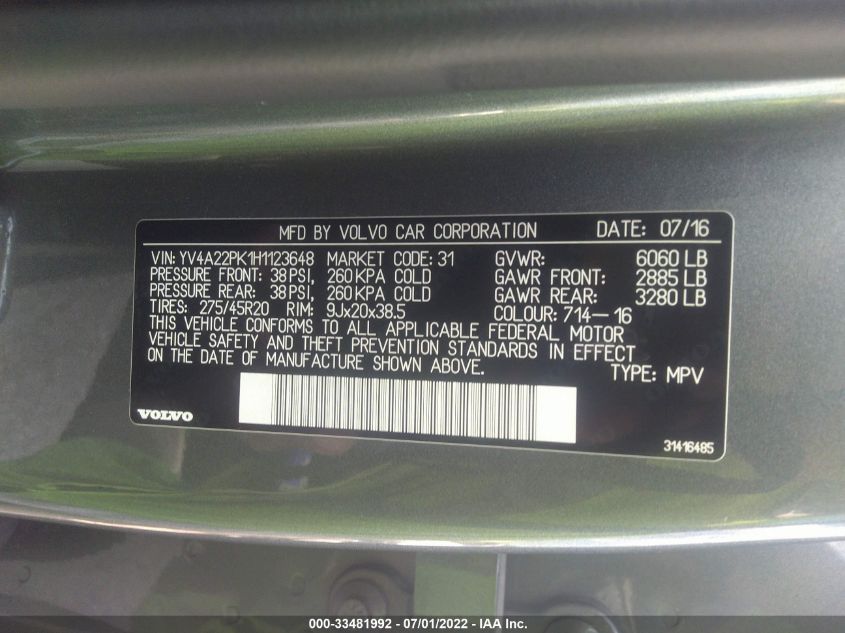 MFD BY VOLVO CAR CORPORATION DATE: 07/16
VIN: YV4A22PK1H1123648 MARKET CODE: 31 GVWR: 6060 LB
PRESSURE FRONT: 38 PSI, 260 KPA COLD GAWR FRONT: 2885 LB
PRESSURE REAR: 38 PSI, 260 KPA COLD GAWR REAR: 3280 LB
TIRES: 275/45R20 RIM: 9Jx20x38.5 COLOUR: 714-16
THIS VEHICLE CONFORMS TO ALL APPLICABLE FEDERAL MOTOR
VEHICLE SAFETY AND THEFT PREVENTION STANDARDS IN EFFECT
ON THE DATE OF MANUFACTURE SHOWN ABOVE. TYPE: MPV
VOLVO
31416485
000-33481992 - 07/01/2022 - IAA Inc.